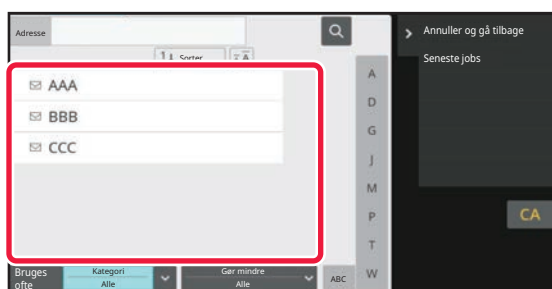 Adresse
1 Sorter
AAA
BBB
CCC
A
D
G
J
M
P
T
W
Bruges
ofte
Kategori
Alle
Gør mindre
Alle
ABC
Annuller og gå tilbage
Seneste jobs
CA